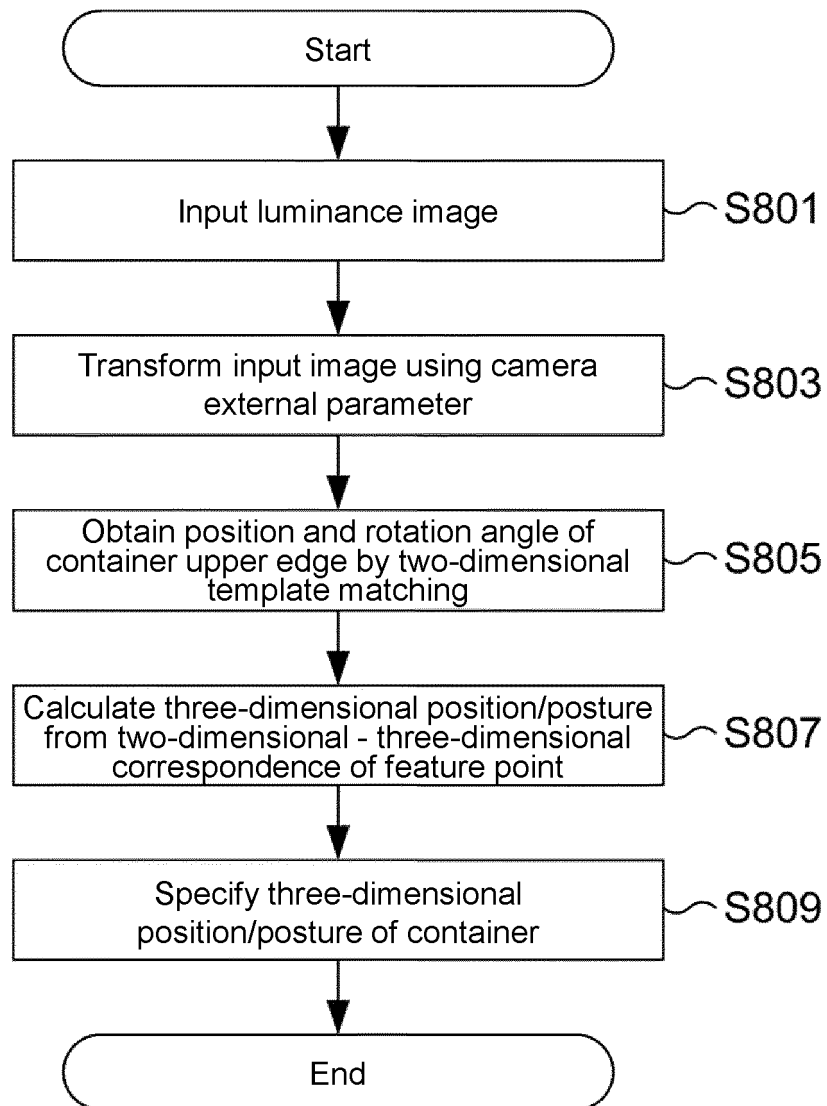 Start
Input luminance image
S801
Transform input image using camera
external parameter
S803
Obtain position and rotation angle of
container upper edge by two-dimensional
template matching
S805
Calculate three-dimensional position/posture
from two-dimensional - three-dimensional
correspondence of feature point
S807
Specify three-dimensional
position/posture of container
S809
End